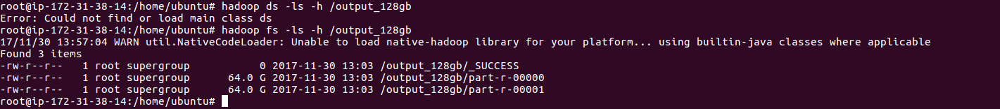 root@ip-172-31-38-14:/home/ubuntu# hadoop ds -ls -h /output_128gb
Error: Could not find or load main class ds
root@ip-172-31-38-14:/home/ubuntu# hadoop fs -ls -h /output_128gb
17/11/30 13:57:04 WARN util.NativeCodeLoader: Unable to load native-hadoop library for your platform... using builtin-java classes where applicable
Found 3 items
-rw-r--r--   1 root supergroup          0 2017-11-30 13:03 /output_128gb/_SUCCESS
-rw-r--r--   1 root supergroup     64.0 G 2017-11-30 13:03 /output_128gb/part-r-00000
-rw-r--r--   1 root supergroup     64.0 G 2017-11-30 13:03 /output_128gb/part-r-00001
root@ip-172-31-38-14:/home/ubuntu#